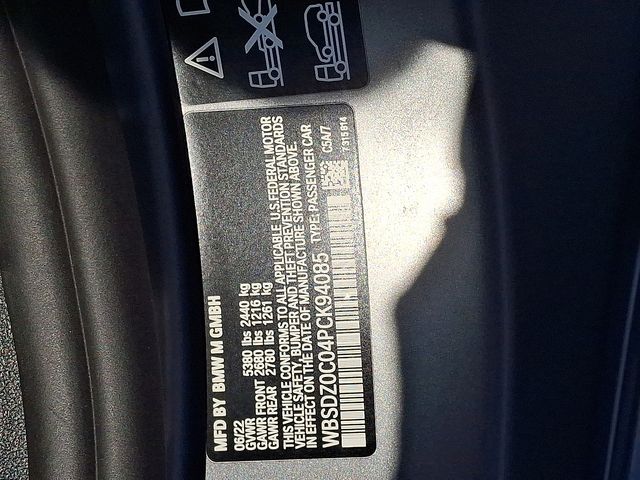 MFD BY BMW M GMBH
06/22
GVWR 5380 lbs 2440 kg
GAWR FRONT 2680 lbs 1216 kg
GAWR REAR 2780 lbs 1261 kg
THIS VEHICLE CONFORMS TO ALL APPLICABLE U.S. FEDERAL MOTOR
VEHICLE SAFETY, BUMPER AND THEFT PREVENTION STANDARDS
IN EFFECT ON THE DATE OF MANUFACTURE SHOWN ABOVE.
WBSDZ0C04PCK94085 TYPE: PASSENGER CAR
C5A/7
7315914